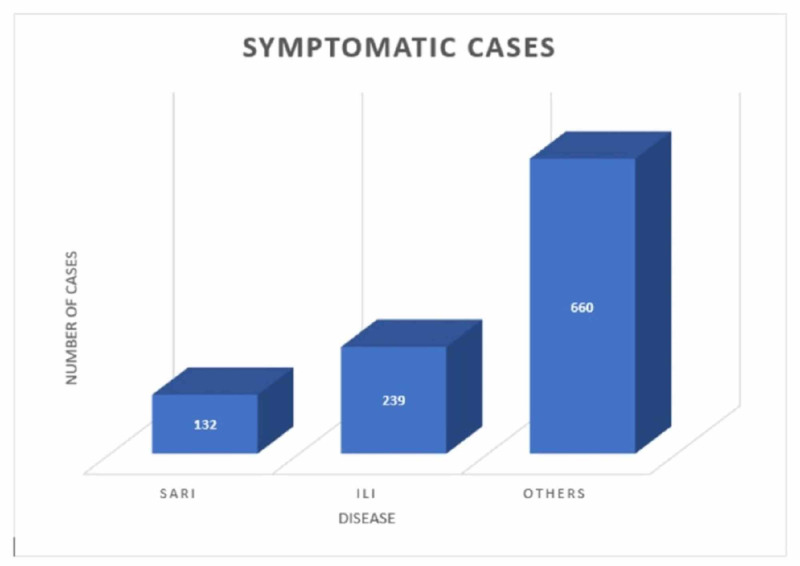 SYMPTOMATIC CASES
NUMBER OF CASES
132
239
660
SARI
ILI
OTHERS
DISEASE